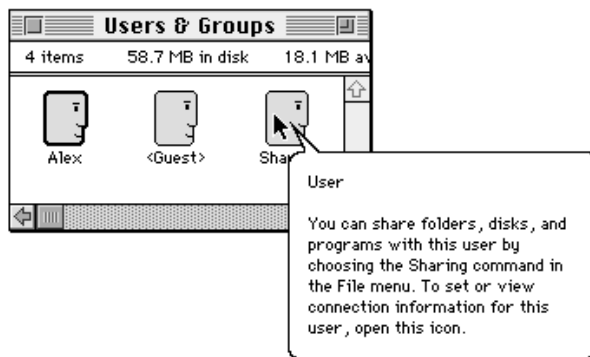 Users & Groups
4 items 58.7 MB in disk 18.1 MB
Alex <Guest>
User
You can share folders, disks, and
programs with this user by
choosing the Sharing command in
the File menu. To set or view
connection information for this
user, open this icon.